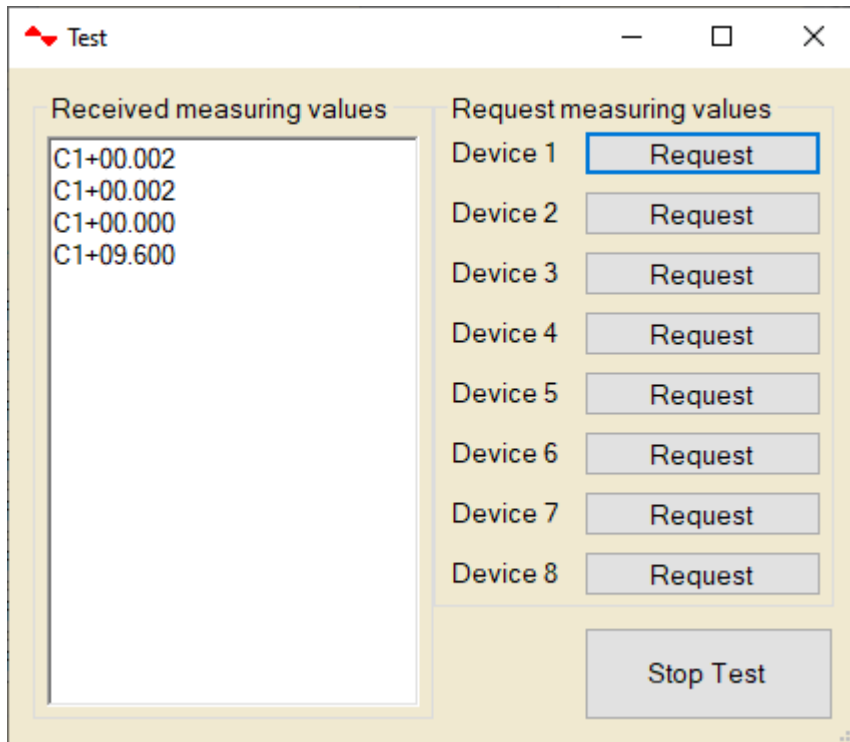 Test
Received measuring values
C1+00.002
C1+00.002
C1+00.000
C1+09.600
Request measuring values
Device 1 Request
Device 2 Request
Device 3 Request
Device 4 Request
Device 5 Request
Device 6 Request
Device 7 Request
Device 8 Request
Stop Test